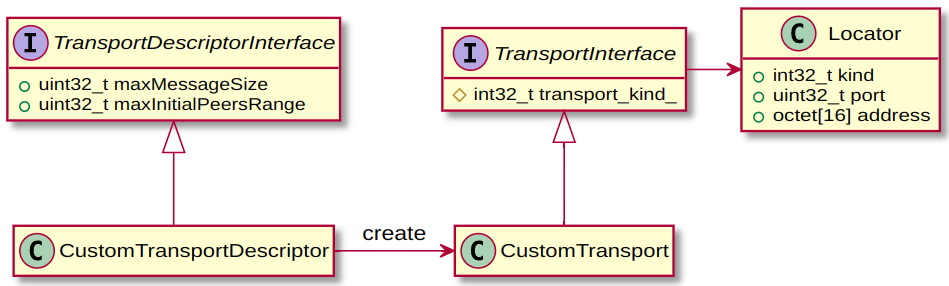 I TransportDescriptorInterface
uint32_t maxMessageSize
uint32_t maxInitialPeersRange
I TransportInterface
int32_t transport_kind_
C Locator
int32_t kind
uint32_t port
octet[16] address
C CustomTransportDescriptor
create
C CustomTransport